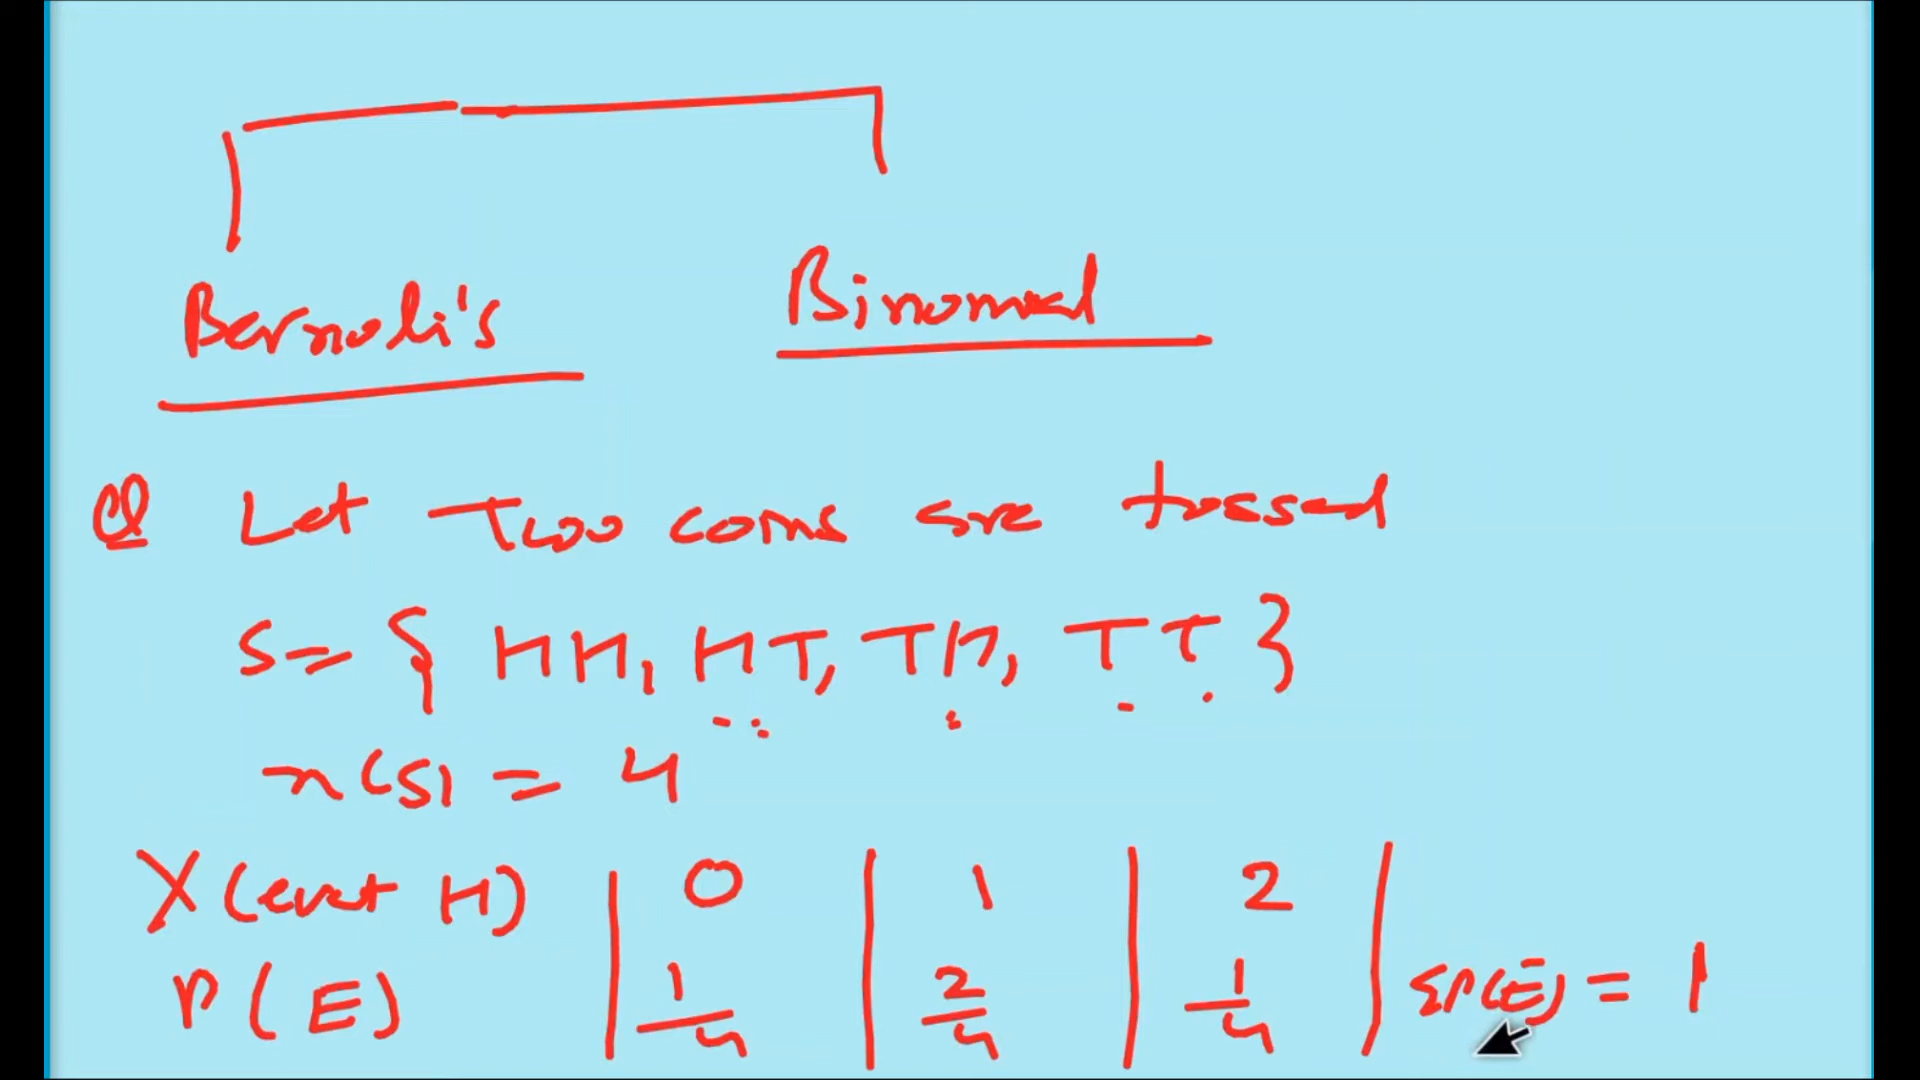 Bernoli's Binomial
Q Let Two coins are tossed
S = { HH, HT, TH, TT }
n(S) = 4
X (event H) | 0 | 1 | 2 |
P(E) | 1/4 | 2/4 | 1/4 | ΣP(E) = 1